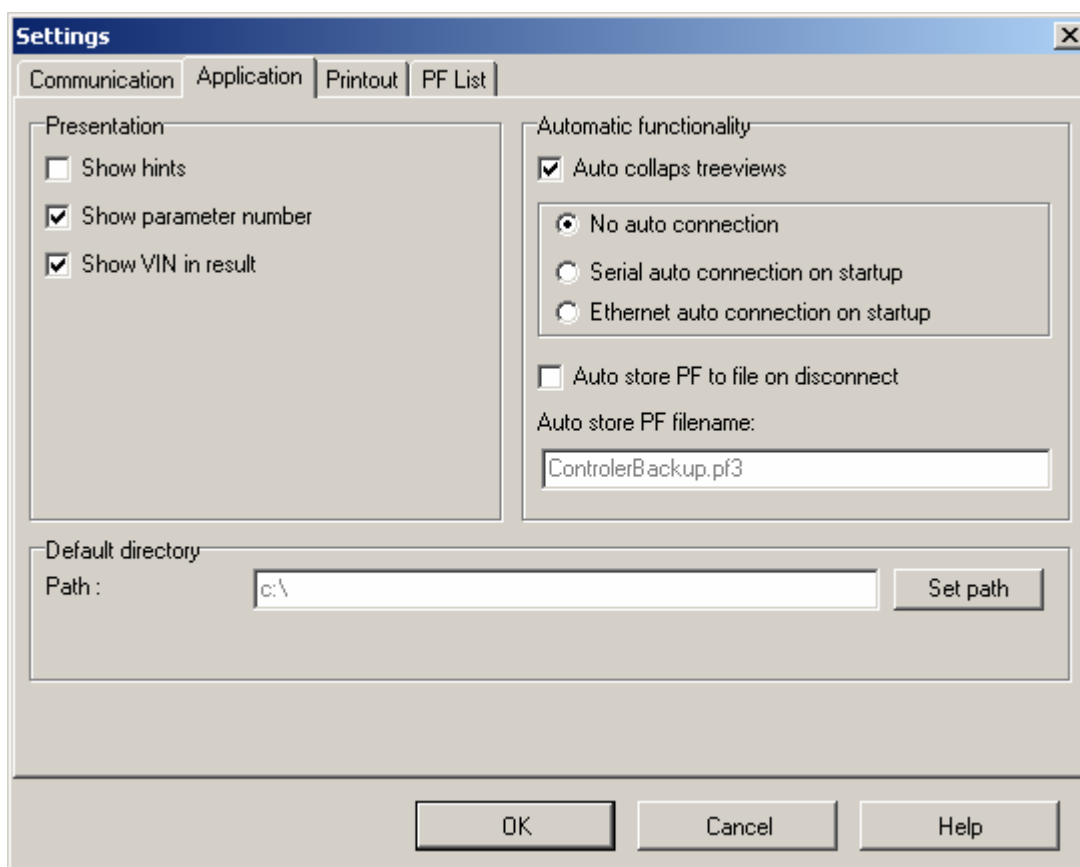 Settings
Communication Application Printout PF List
Presentation
Show hints
Show parameter number
Show VIN in result
Automatic functionality
Auto collaps treeviews
No auto connection
Serial auto connection on startup
Ethernet auto connection on startup
Auto store PF to file on disconnect
Auto store PF filename:
ControlerBackup.pf3
Default directory
Path : c:\ Set path
OK Cancel Help